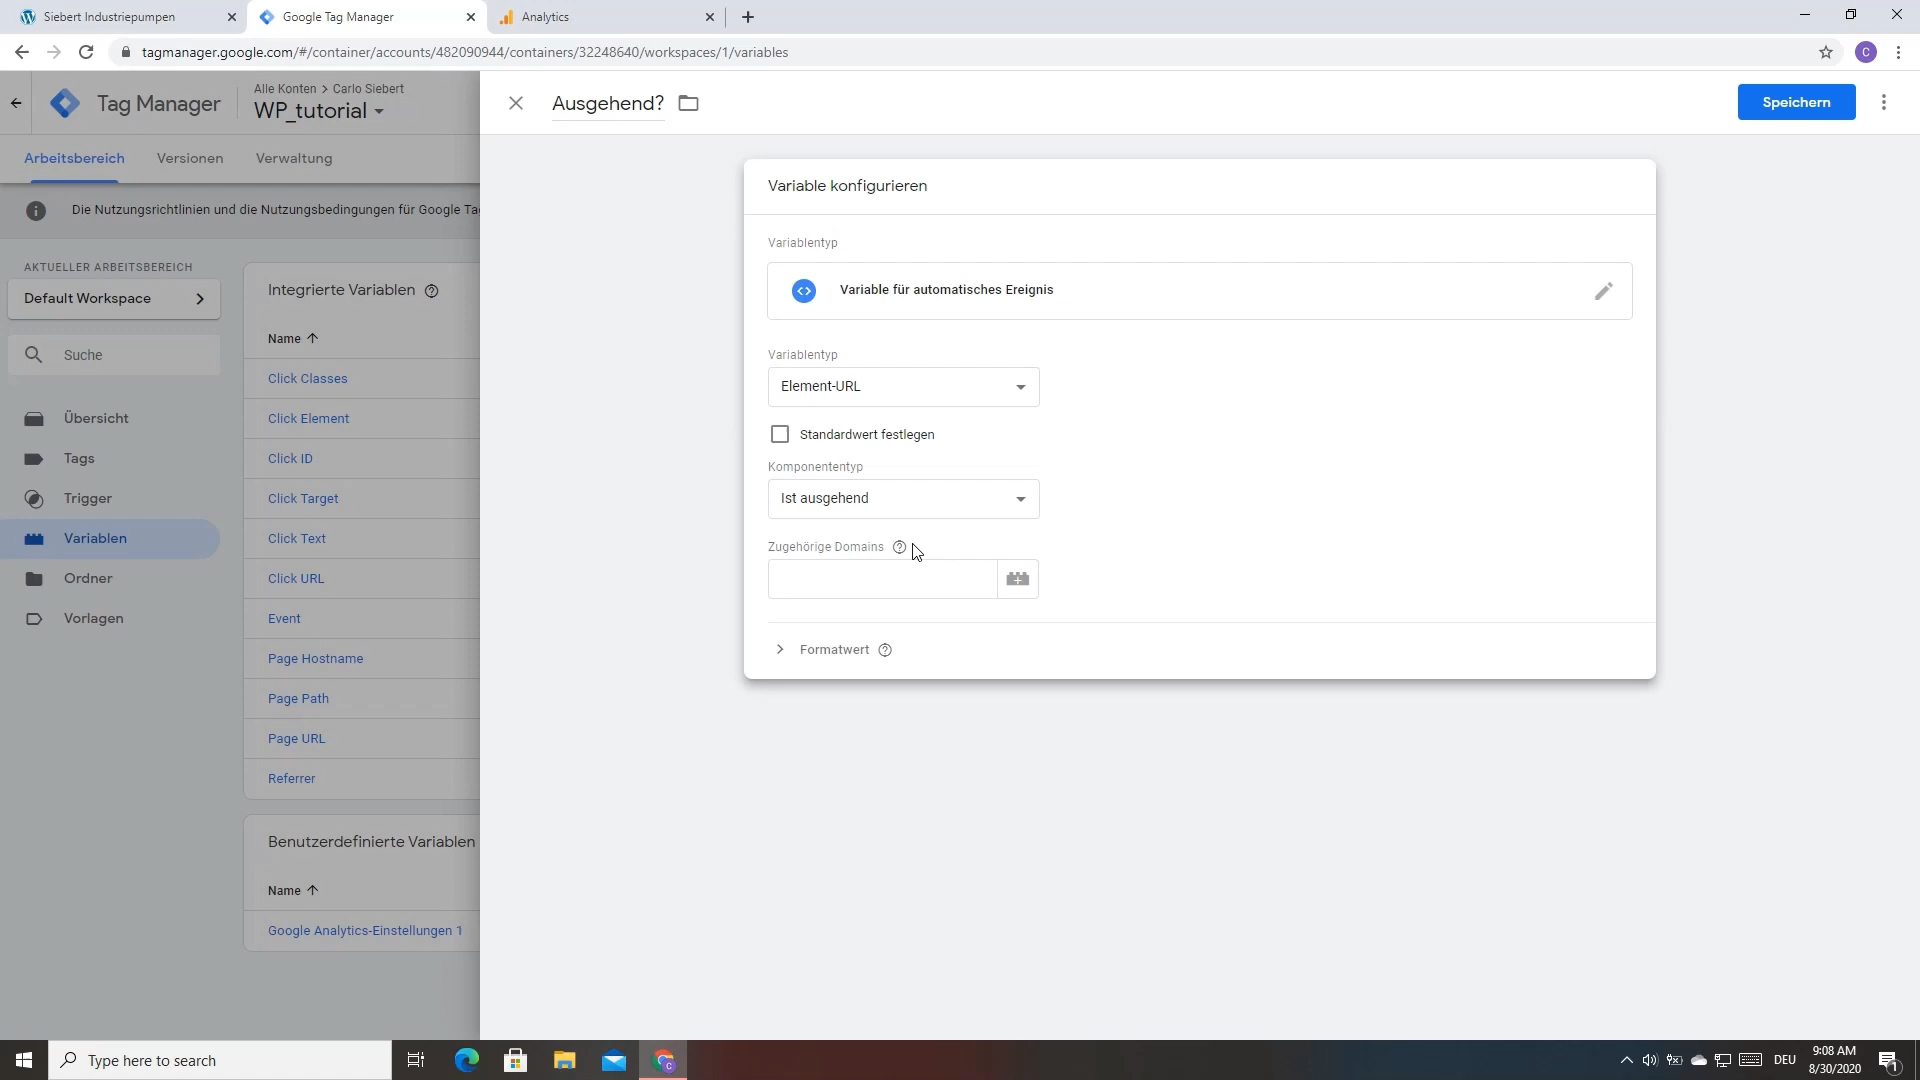 Siebert Industriepumpen
Google Tag Manager
Analytics
tagmanager.google.com/#/container/accounts/482090944/containers/32248640/workspaces/1/variables
C
Tag Manager
Alle Konten > Carlo Siebert
WP_tutorial
Ausgehend?
Speichern
Arbeitsbereich
Versionen
Verwaltung
Die Nutzungsrichtlinien und die Nutzungsbedingungen für Google Ta
AKTUELLER ARBEITSBEREICH
Default Workspace
Suche
Übersicht
Tags
Trigger
Variablen
Ordner
Vorlagen
Integrierte Variablen
Name
Click Classes
Click Element
Click ID
Click Target
Click Text
Click URL
Event
Page Hostname
Page Path
Page URL
Referrer
Benutzerdefinierte Variablen
Name
Google Analytics-Einstellungen 1
Variable konfigurieren
Variablentyp
Variable für automatisches Ereignis
Variablentyp
Element-URL
Standardwert festlegen
Komponententyp
Ist ausgehend
Zugehörige Domains
Formatwert
Type here to search
DEU
9:08 AM
8/30/2020
1